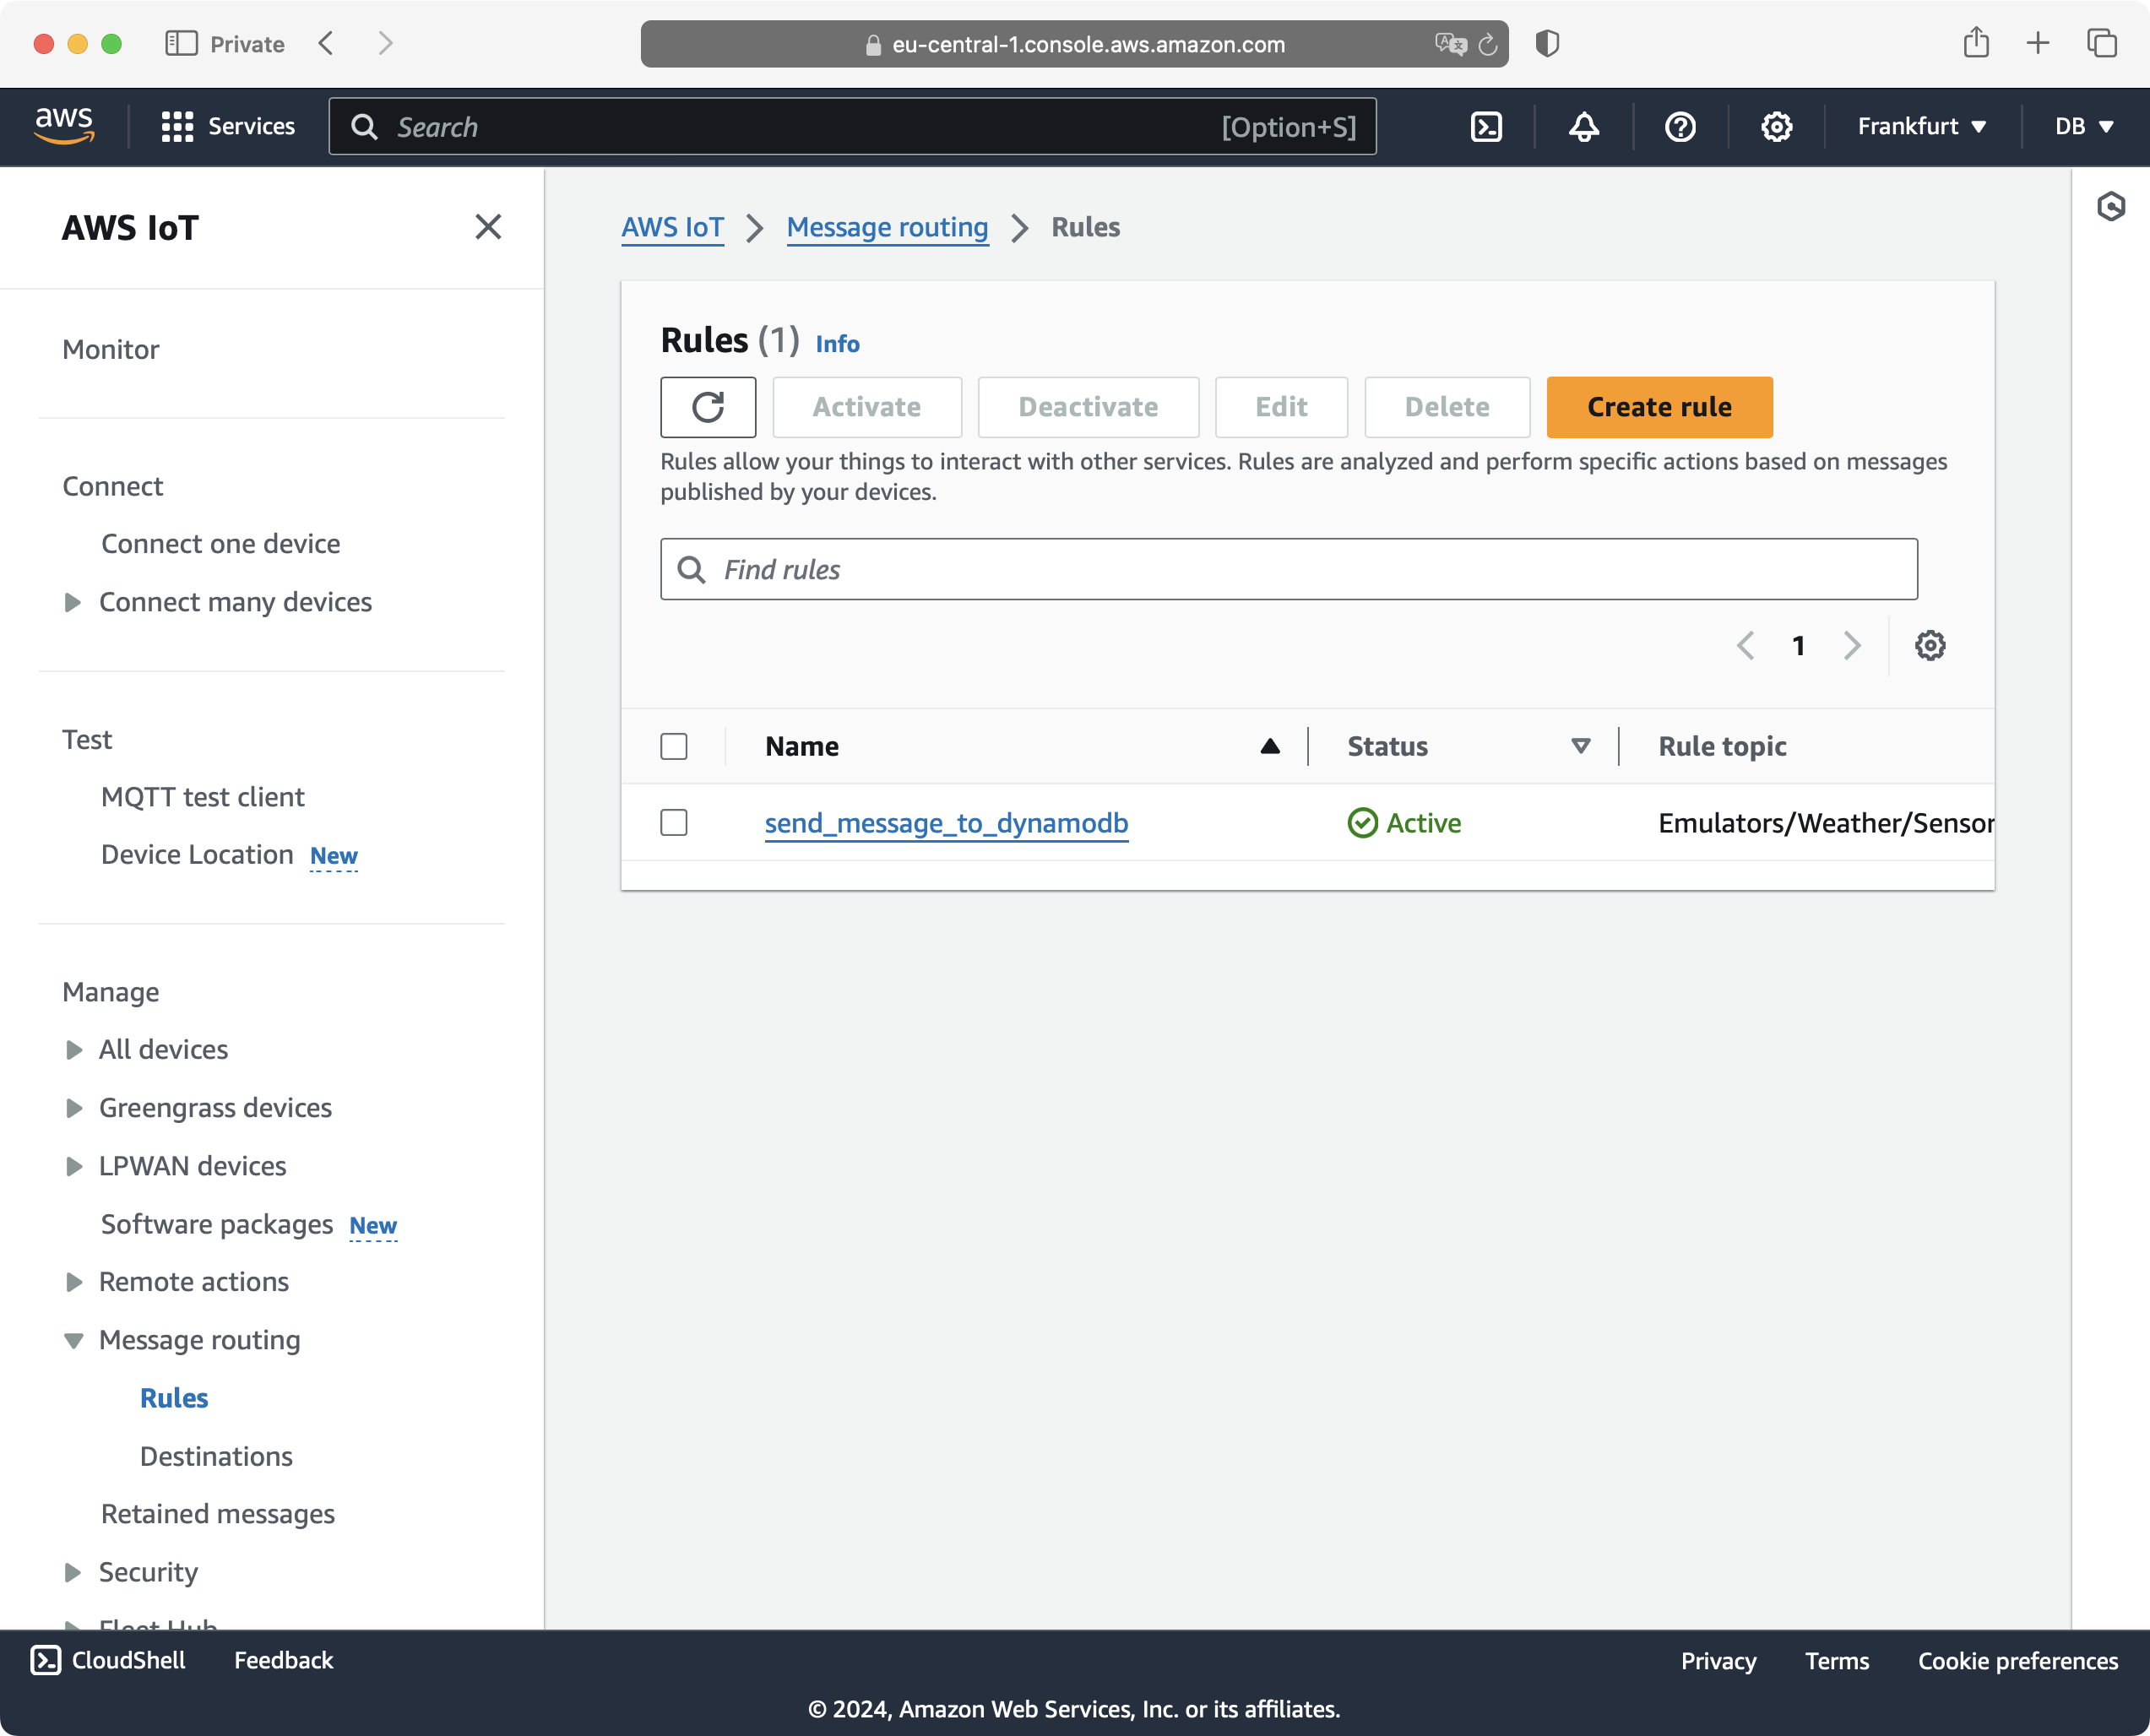 Private
eu-central-1.console.aws.amazon.com
aws
Services
Search
[Option+S]
Frankfurt
DB
AWS IoT
Monitor
Connect
Connect one device
Connect many devices
Test
MQTT test client
Device Location New
Manage
All devices
Greengrass devices
LPWAN devices
Software packages New
Remote actions
Message routing
Rules
Destinations
Retained messages
Security
Fleet Hub
AWS IoT
Message routing
Rules
Rules (1) Info
Activate
Deactivate
Edit
Delete
Create rule
Rules allow your things to interact with other services. Rules are analyzed and perform specific actions based on messages
published by your devices.
Find rules
1
Name
Status
Rule topic
send_message_to_dynamodb
Active
Emulators/Weather/Sensor
CloudShell
Feedback
Privacy
Terms
Cookie preferences
© 2024, Amazon Web Services, Inc. or its affiliates.